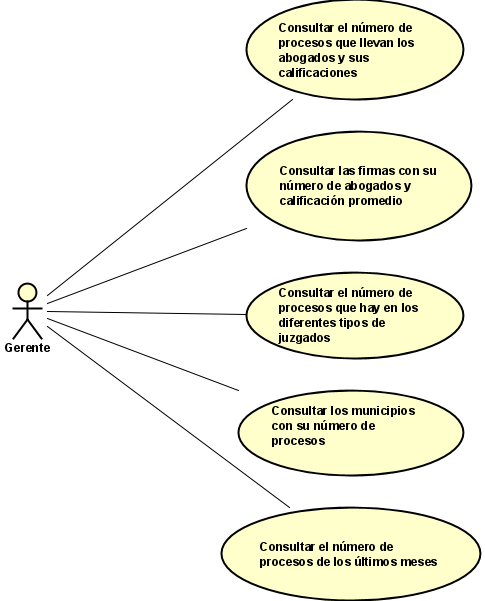 Consultar el número de
procesos que llevan los
abogados y sus
calificaciones
Consultar las firmas con su
número de abogados y
calificación promedio
Consultar el número de
procesos que hay en los
diferentes tipos de
juzgados
Gerente
Consultar los municipios
con su número de
procesos
Consultar el número de
procesos de los últimos meses